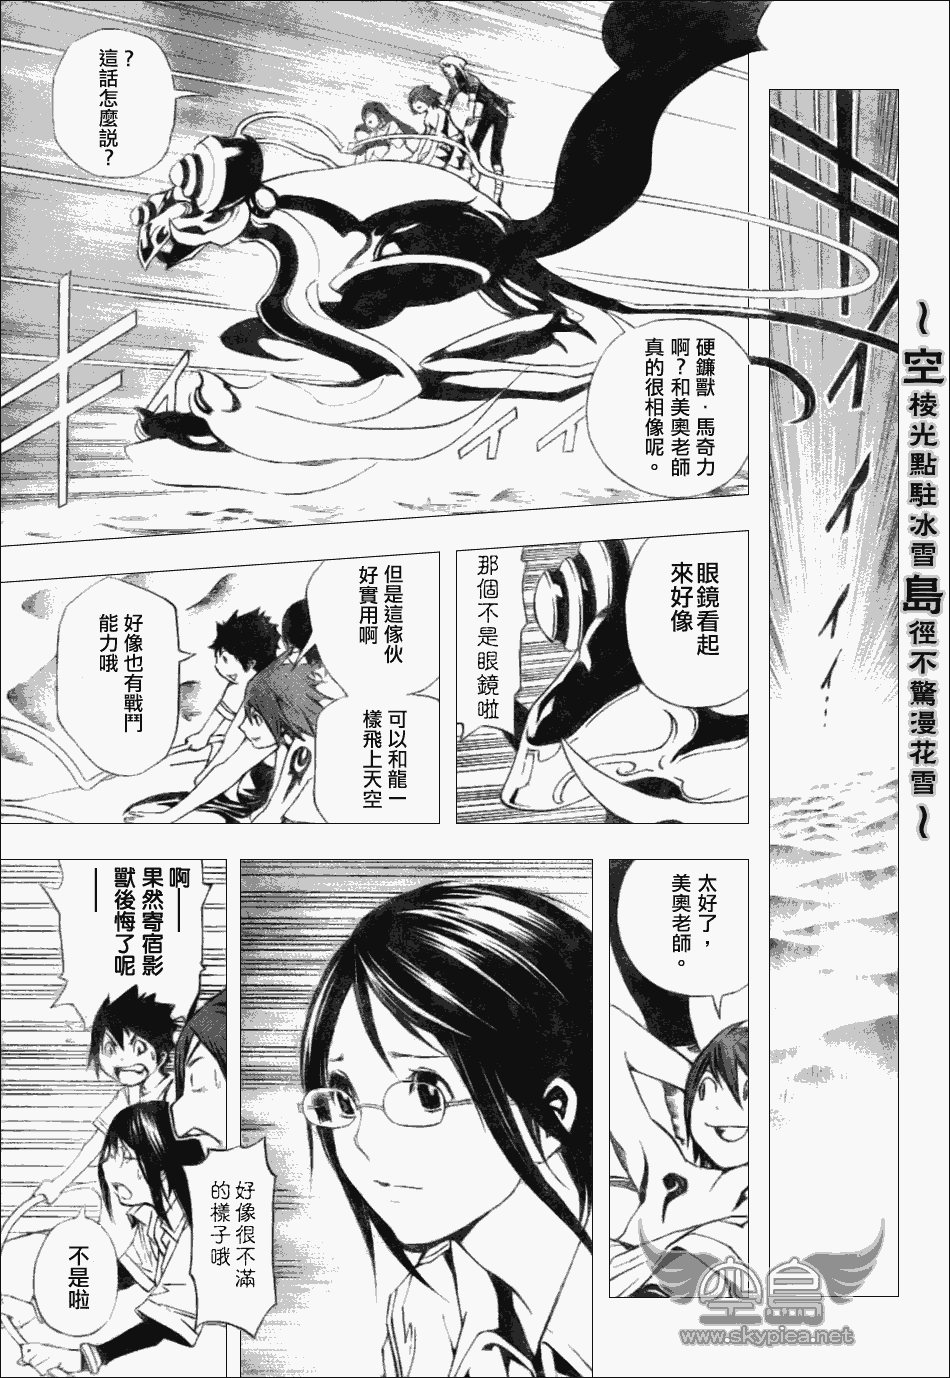 ~空棱光點駐冰雪島徑不驚漫花雪~
硬鐮獸．馬奇力
啊？和美奧老師
真的很相像呢。
？
這話怎麼説？
眼鏡看起
來好像
那個不是眼鏡啦
但是這傢伙
好實用啊
可以和龍一
樣飛上天空
好像也有戰鬥
能力哦
太好了，
美奧老師。
啊——
果然寄宿影
獸後悔了呢
——
好像很不滿
的樣子哦
不是啦
空島
www.skypiea.net